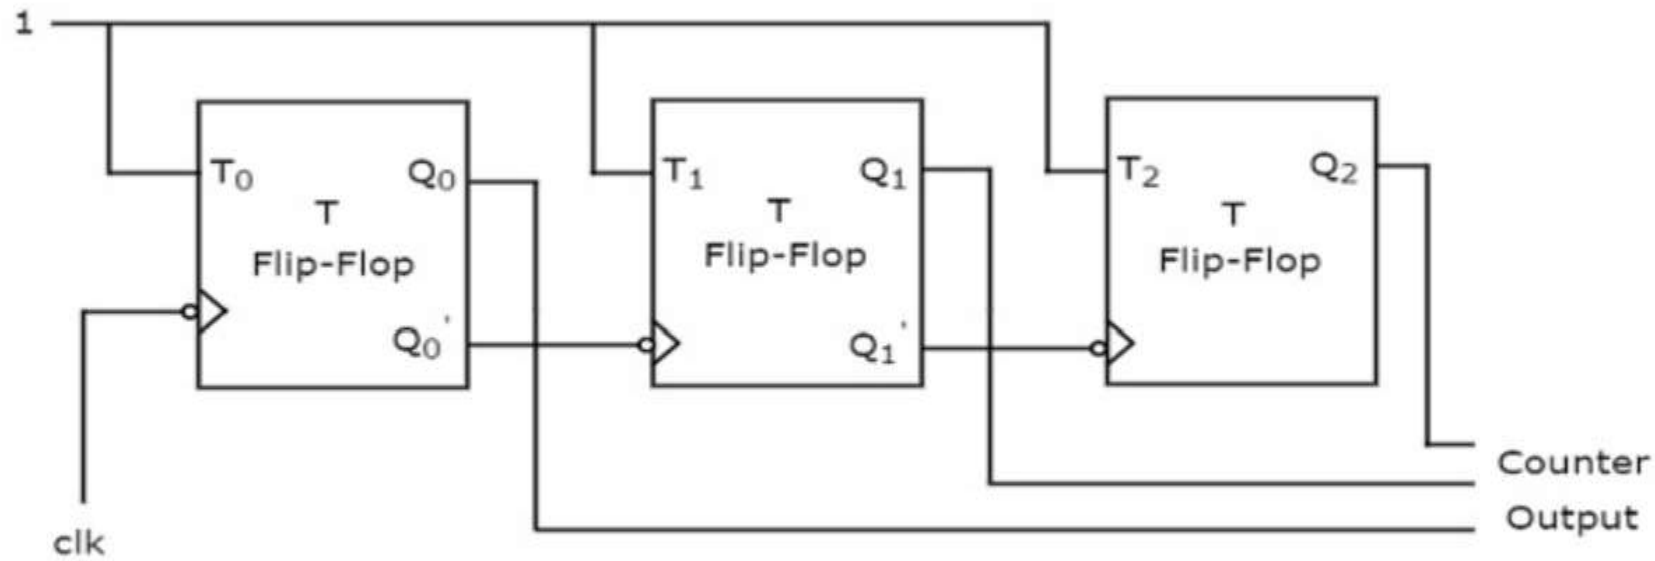 1
T₀
Q₀
T
Flip-Flop
Q₀'
clk
T₁
Q₁
T
Flip-Flop
Q₁'
T₂
Q₂
T
Flip-Flop
Counter
Output